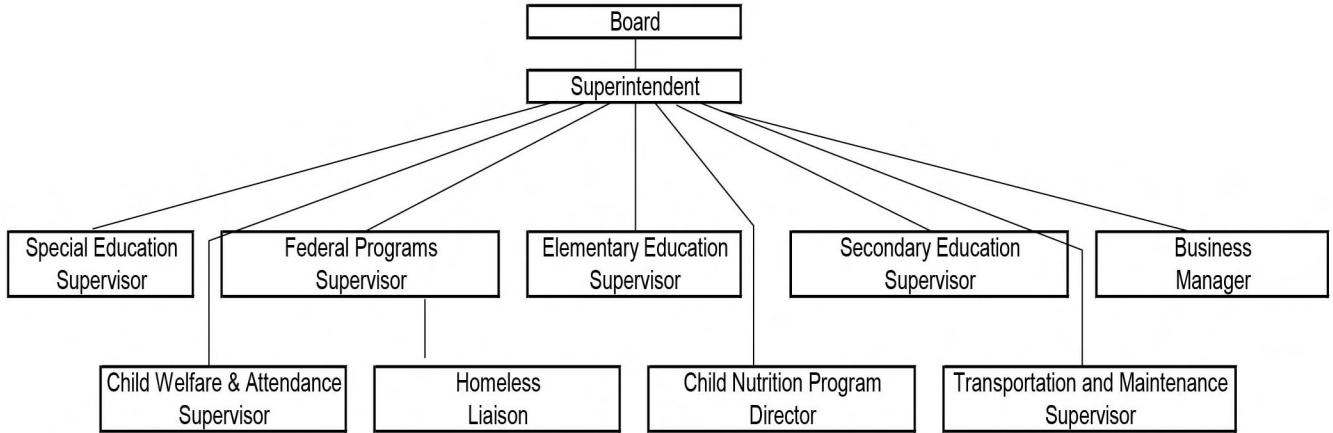 Board
Superintendent
Special Education
Supervisor
Federal Programs
Supervisor
Elementary Education
Supervisor
Secondary Education
Supervisor
Business
Manager
Child Welfare & Attendance
Supervisor
Homeless
Liaison
Child Nutrition Program
Director
Transportation and Maintenance
Supervisor